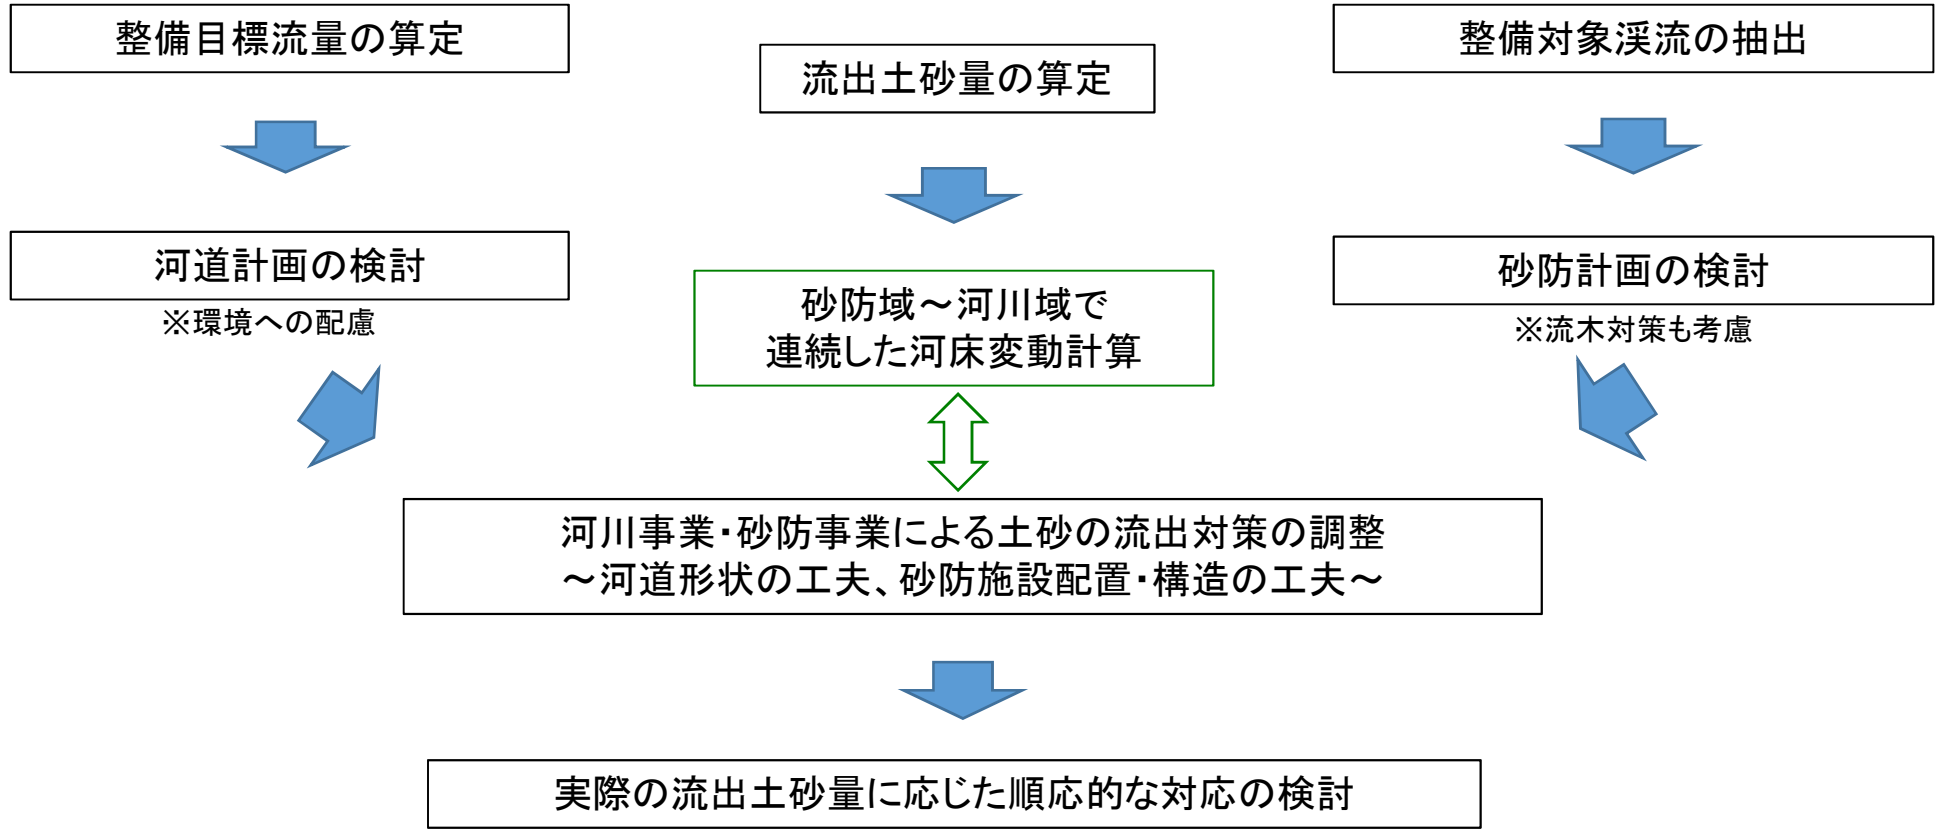 整備目標流量の算定
流出土砂量の算定
整備対象渓流の抽出
河道計画の検討
※環境への配慮
砂防域～河川域で
連続した河床変動計算
砂防計画の検討
※流木対策も考慮
河川事業・砂防事業による土砂の流出対策の調整
～河道形状の工夫、砂防施設配置・構造の工夫～
実際の流出土砂量に応じた順応的な対応の検討